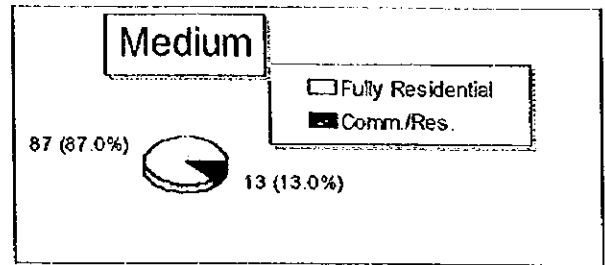 Medium
Fully Residential
Comm./Res.
87 (87.0%)
13 (13.0%)